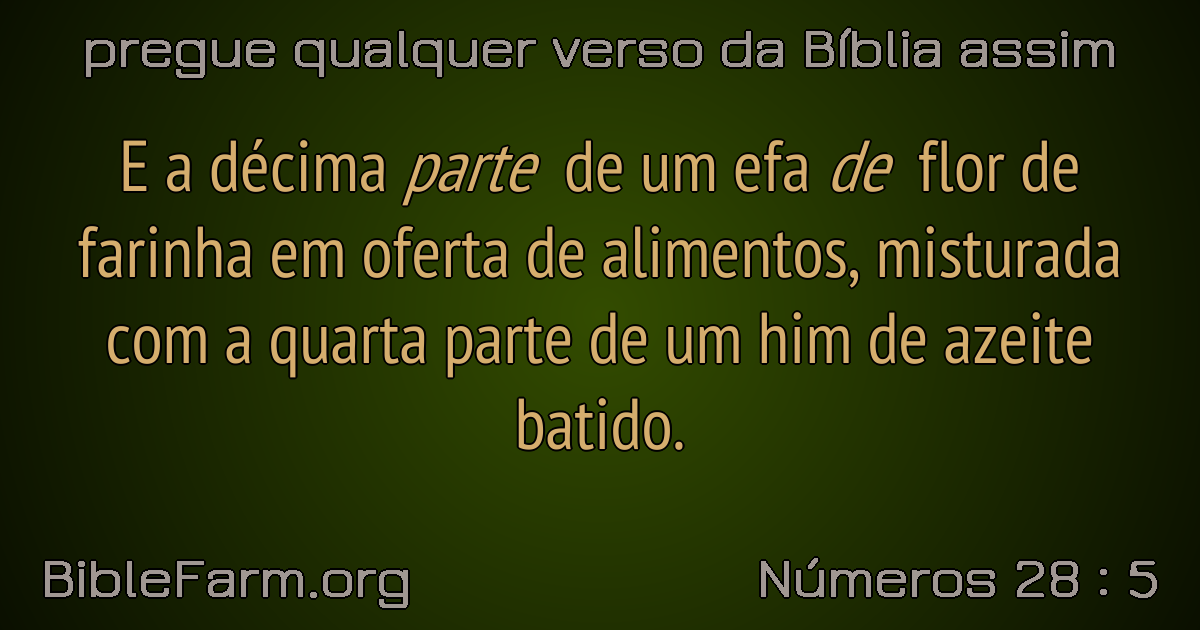 pregue qualquer verso da Bíblia assim
E a décima parte de um efa de flor de
farinha em oferta de alimentos, misturada
com a quarta parte de um him de azeite
batido.
BibleFarm.org
Números 28 : 5